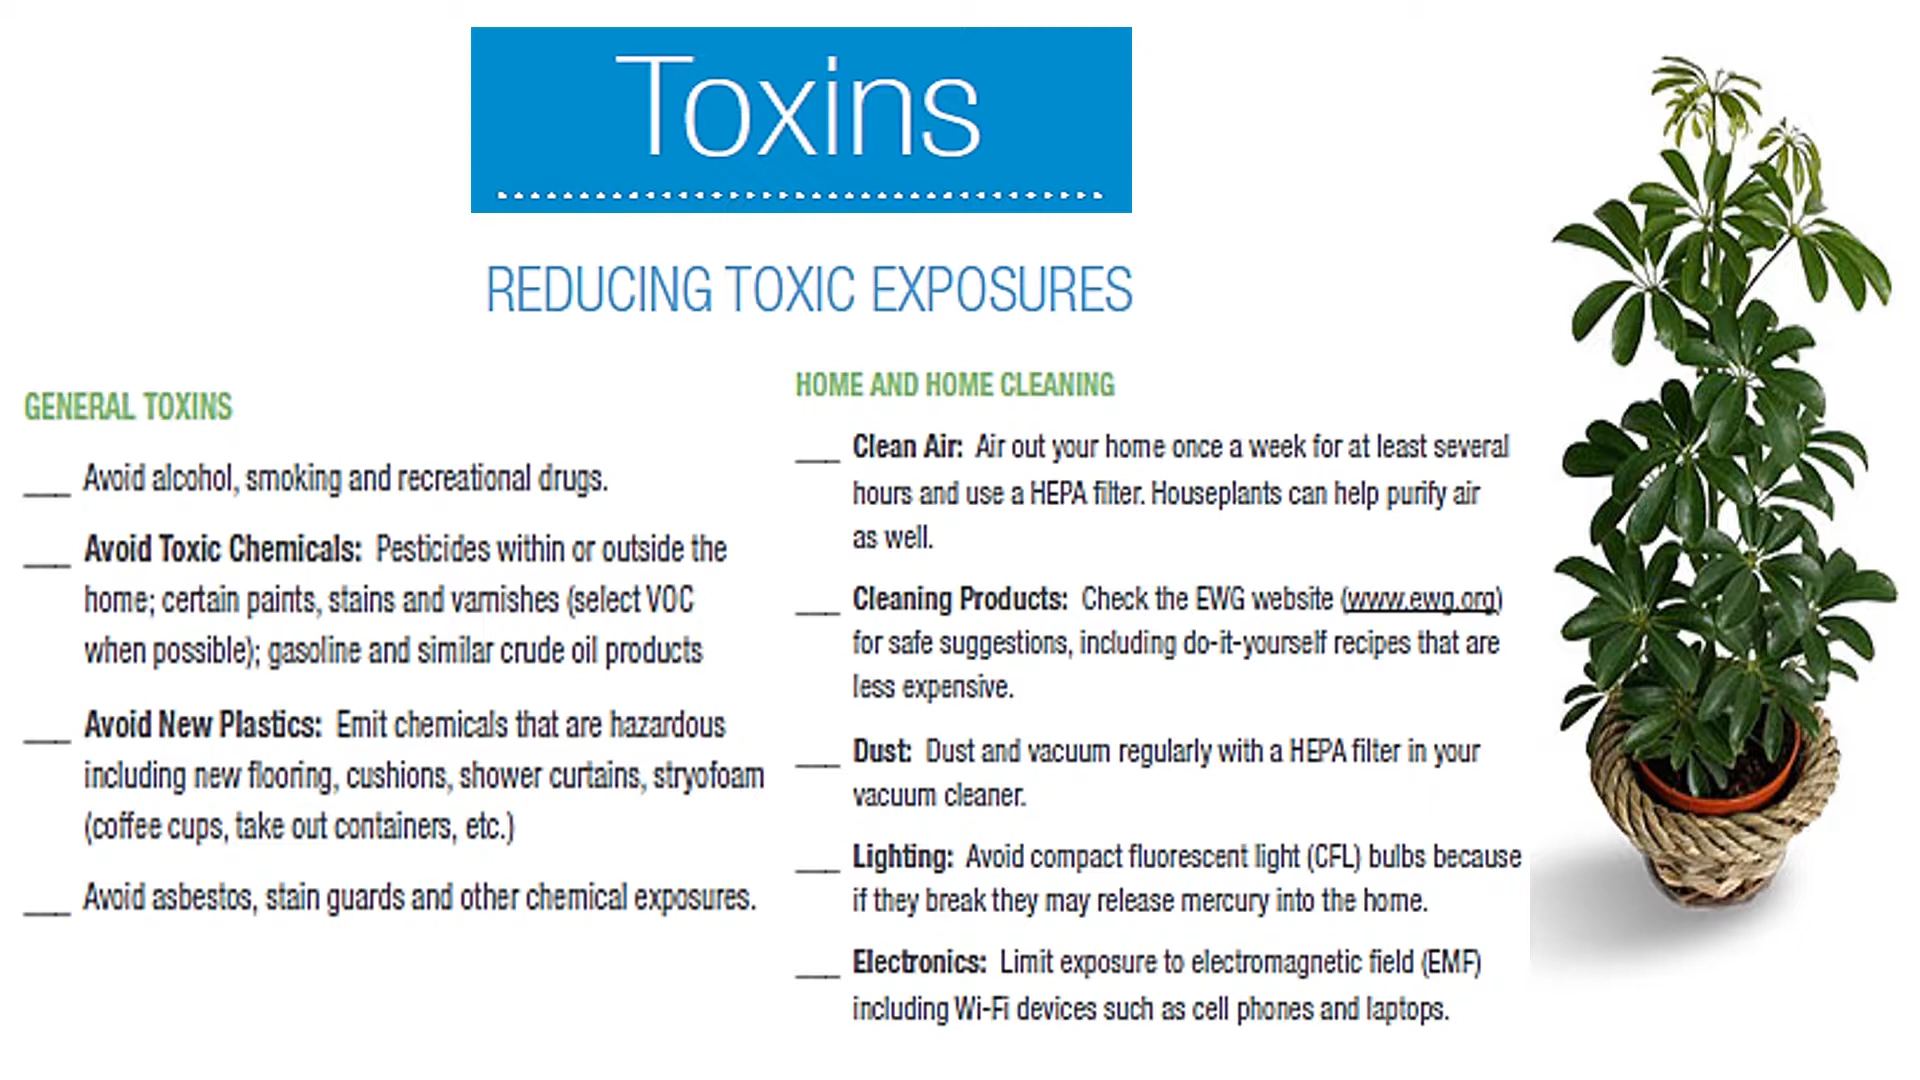 Toxins
REDUCING TOXIC EXPOSURES
GENERAL TOXINS
___ Avoid alcohol, smoking and recreational drugs.
___ Avoid Toxic Chemicals: Pesticides within or outside the
home; certain paints, stains and varnishes (select VOC
when possible); gasoline and similar crude oil products
___ Avoid New Plastics: Emit chemicals that are hazardous
including new flooring, cushions, shower curtains, stryofoam
(coffee cups, take out containers, etc.)
___ Avoid asbestos, stain guards and other chemical exposures.
HOME AND HOME CLEANING
___ Clean Air: Air out your home once a week for at least several
hours and use a HEPA filter. Houseplants can help purify air
as well.
___ Cleaning Products: Check the EWG website (www.ewg.org)
for safe suggestions, including do-it-yourself recipes that are
less expensive.
___ Dust: Dust and vacuum regularly with a HEPA filter in your
vacuum cleaner.
___ Lighting: Avoid compact fluorescent light (CFL) bulbs because
if they break they may release mercury into the home.
___ Electronics: Limit exposure to electromagnetic field (EMF)
including Wi-Fi devices such as cell phones and laptops.